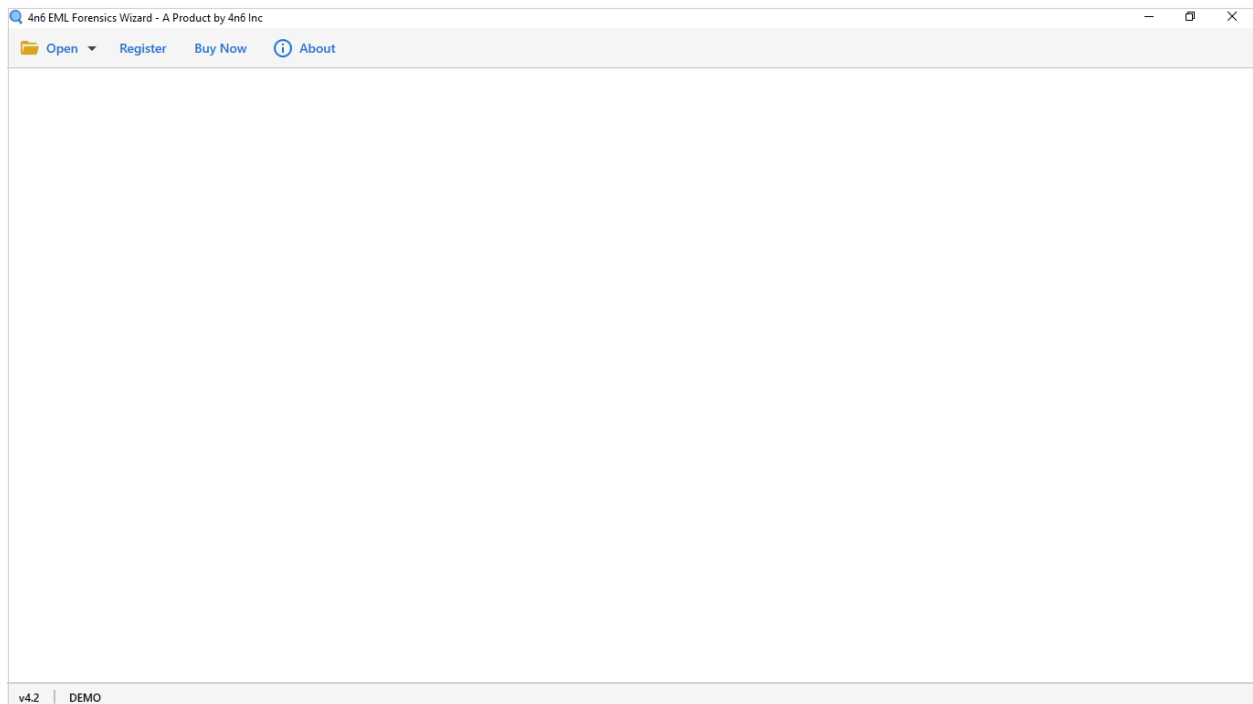 4n6 EML Forensics Wizard - A Product by 4n6 Inc
Open Register Buy Now About
v4.2 DEMO